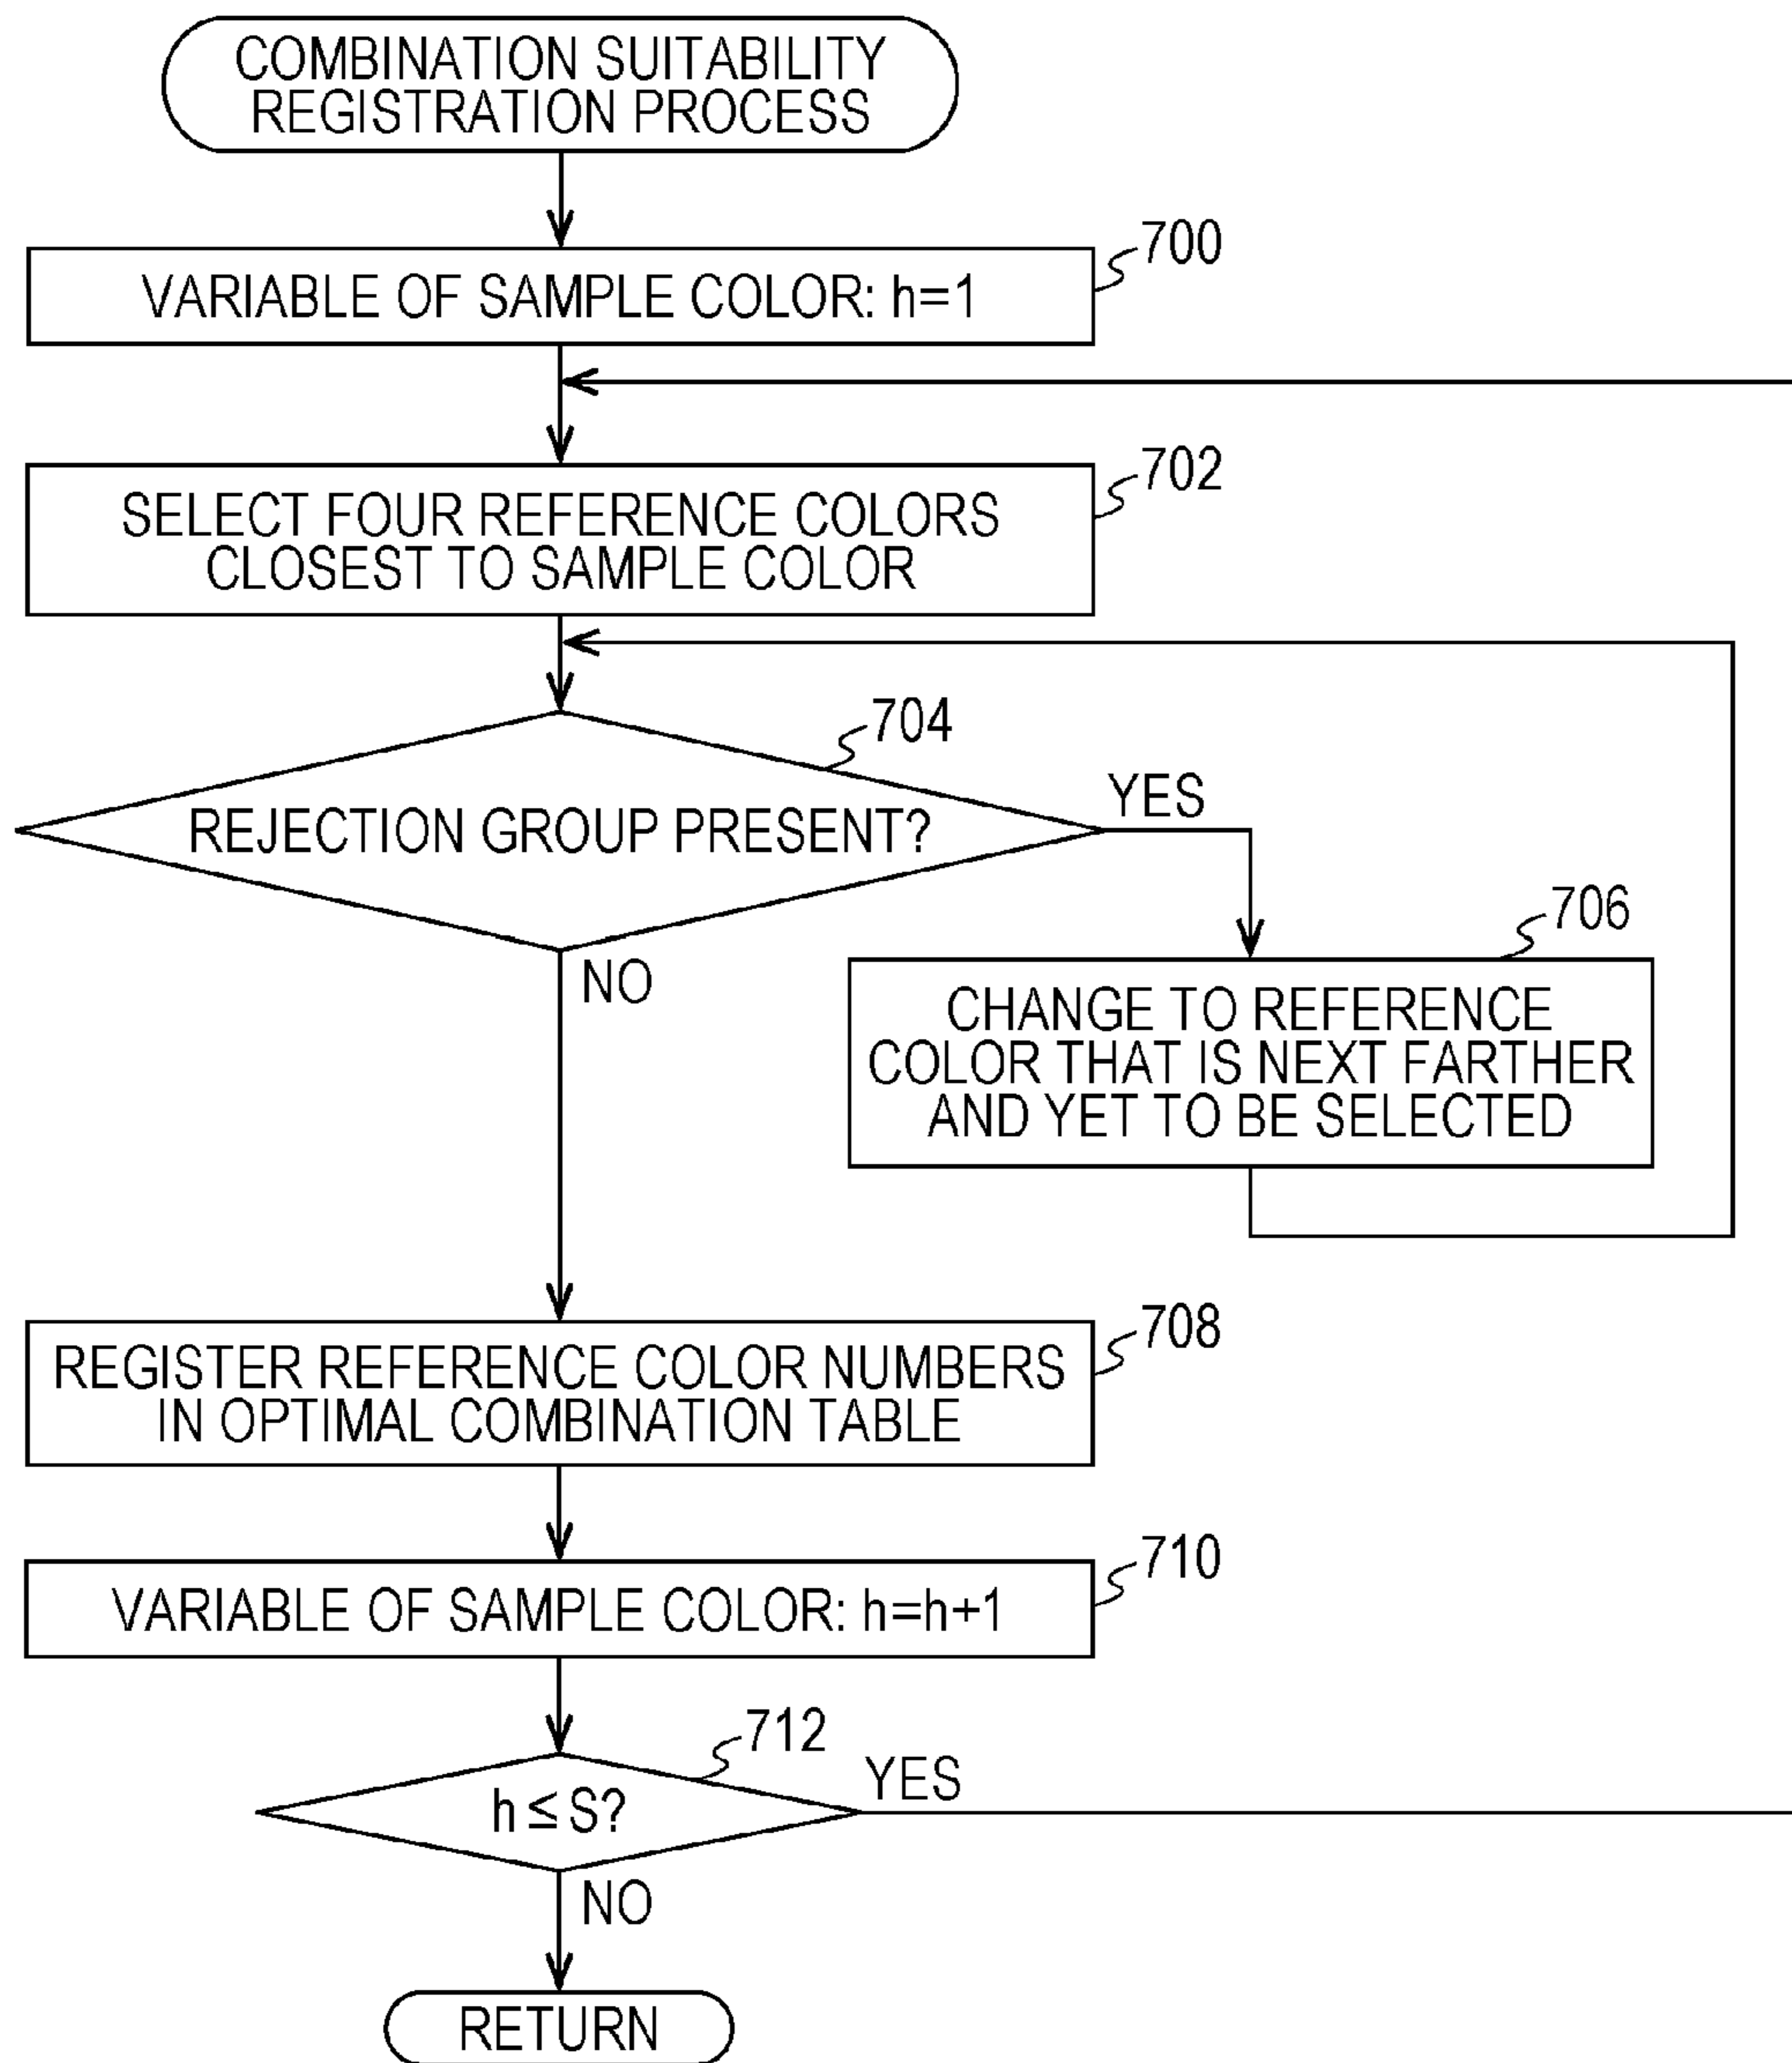 COMBINATION SUITABILITY
REGISTRATION PROCESS
700
VARIABLE OF SAMPLE COLOR: h=1
702
SELECT FOUR REFERENCE COLORS
CLOSEST TO SAMPLE COLOR
704
REJECTION GROUP PRESENT?
YES
706
NO
CHANGE TO REFERENCE
COLOR THAT IS NEXT FARTHER
AND YET TO BE SELECTED
708
REGISTER REFERENCE COLOR NUMBERS
IN OPTIMAL COMBINATION TABLE
710
VARIABLE OF SAMPLE COLOR: h=h+1
712
h≤S?
YES
NO
RETURN